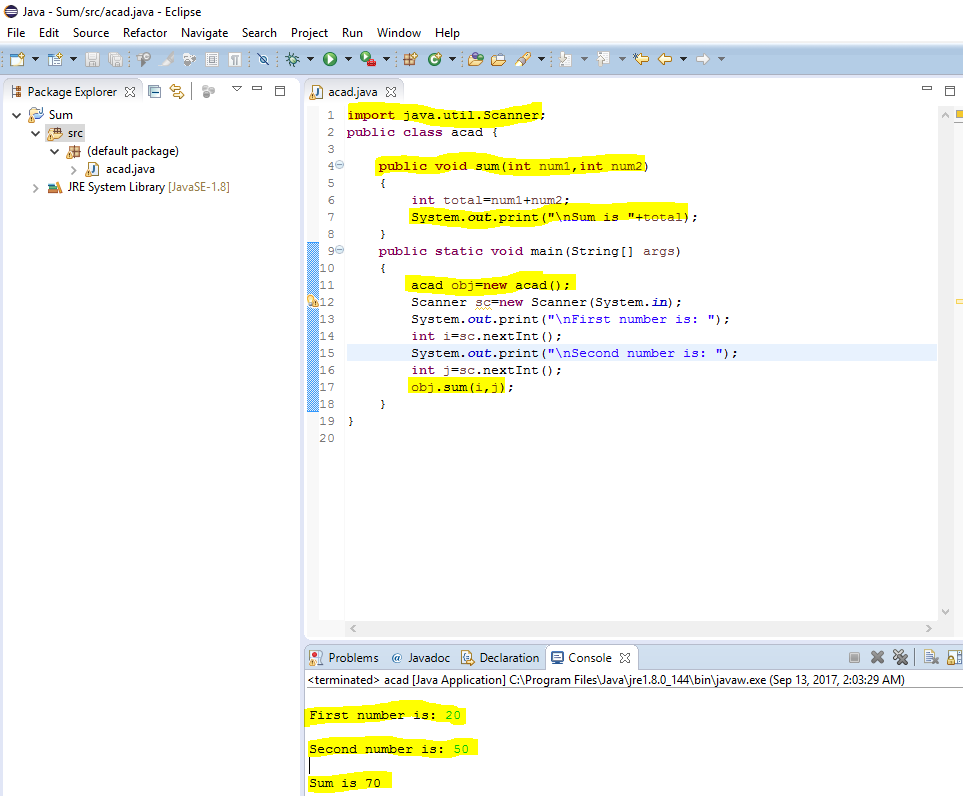 Java - Sum/src/acad.java - Eclipse
File Edit Source Refactor Navigate Search Project Run Window Help
Package Explorer
Sum
src
(default package)
acad.java
JRE System Library [JavaSE-1.8]
acad.java
1 import java.util.Scanner;
2 public class acad {
3
4 public void sum(int num1,int num2)
5 {
6 int total=num1+num2;
7 System.out.print("\nSum is "+total);
8 }
9 public static void main(String[] args)
10 {
11 acad obj=new acad();
12 Scanner sc=new Scanner(System.in);
13 System.out.print("\nFirst number is: ");
14 int i=sc.nextInt();
15 System.out.print("\nSecond number is: ");
16 int j=sc.nextInt();
17 obj.sum(i,j);
18 }
19 }
20
Problems @ Javadoc Declaration Console
<terminated> acad [Java Application] C:\Program Files\Java\jre1.8.0_144\bin\javaw.exe (Sep 13, 2017, 2:03:29 AM)
First number is: 20
Second number is: 50
Sum is 70